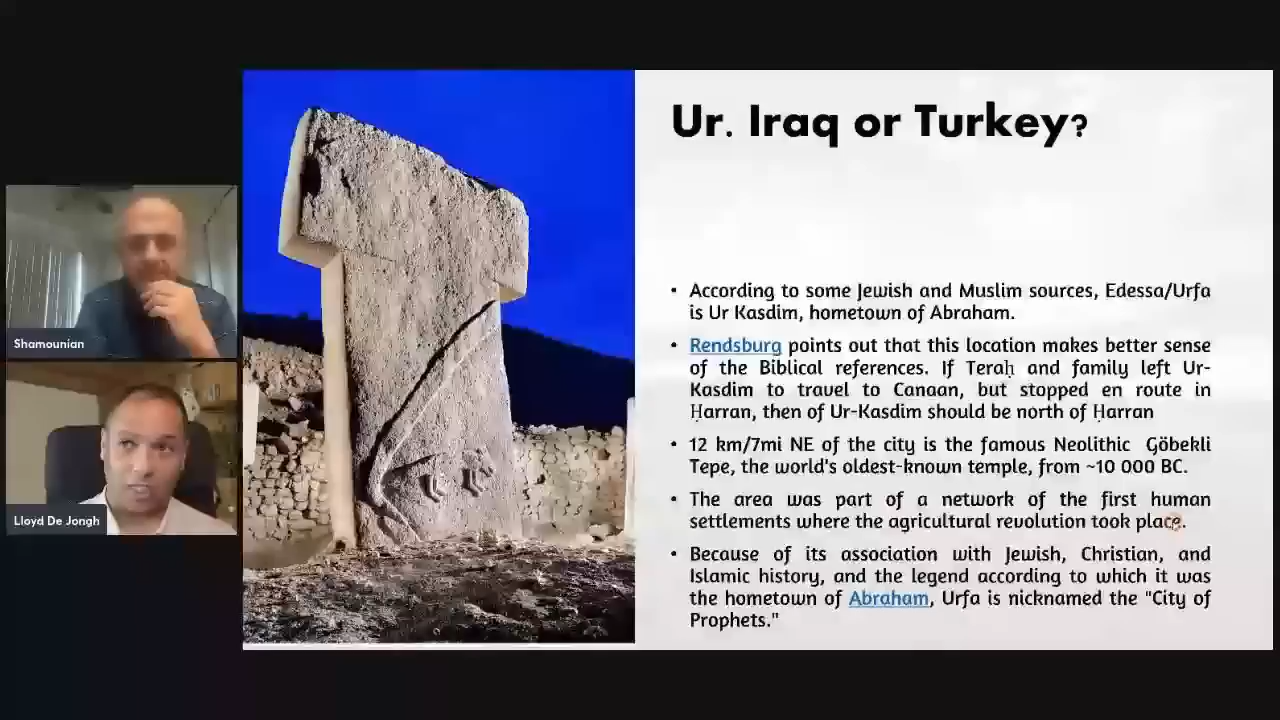 Ur. Iraq or Turkey?
Shamounian
Lloyd De Jongh
• According to some Jewish and Muslim sources, Edessa/Urfa
is Ur Kasdim, hometown of Abraham.
• Rendsburg points out that this location makes better sense
of the Biblical references. If Teraḥ and family left Ur-
Kasdim to travel to Canaan, but stopped en route in
Ḥarran, then of Ur-Kasdim should be north of Ḥarran
• 12 km/7mi NE of the city is the famous Neolithic Göbekli
Tepe, the world's oldest-known temple, from ~10 000 BC.
• The area was part of a network of the first human
settlements where the agricultural revolution took place.
• Because of its association with Jewish, Christian, and
Islamic history, and the legend according to which it was
the hometown of Abraham, Urfa is nicknamed the "City of
Prophets."